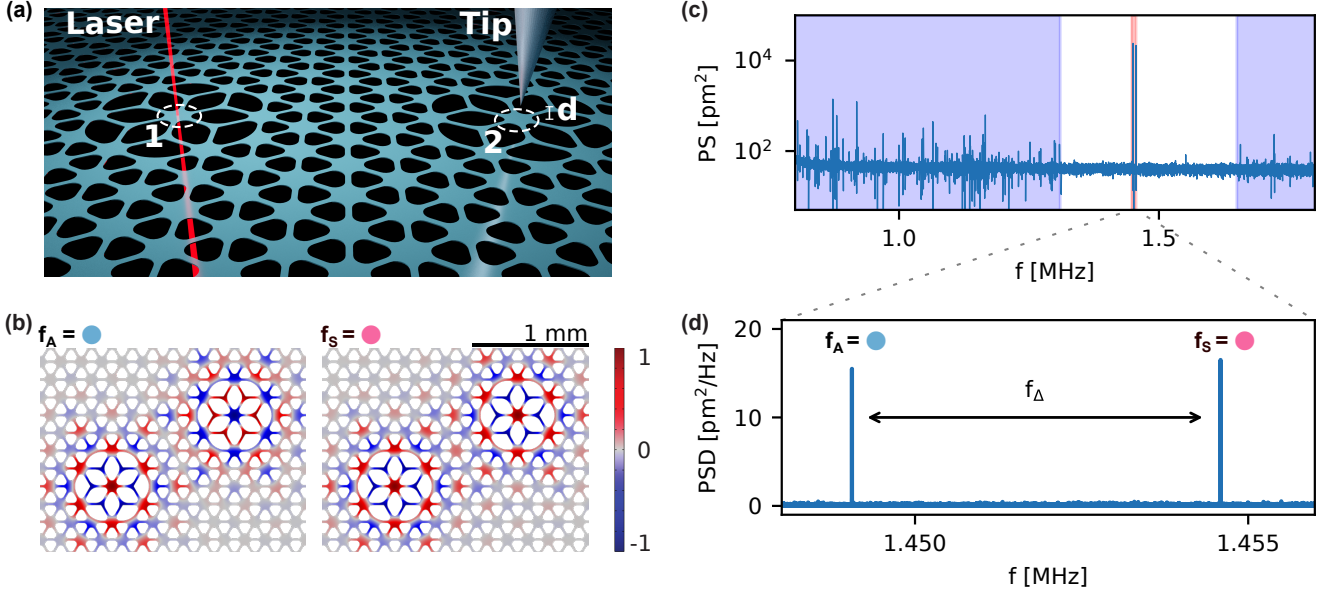 (a)
Laser
Tip
1
2
d
(b)
f_A =
f_S =
1 mm
1
0
-1
(c)
PS [pm²]
10⁴
10²
1.0
1.5
f [MHz]
(d)
PSD [pm²/Hz]
20
10
0
f_A =
f_S =
f_Δ
1.450
1.455
f [MHz]